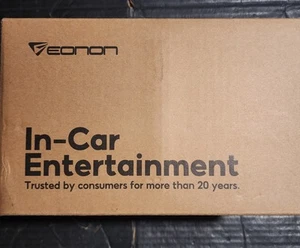 EONON
In-Car
Entertainment
Trusted by consumers for more than 20 years.